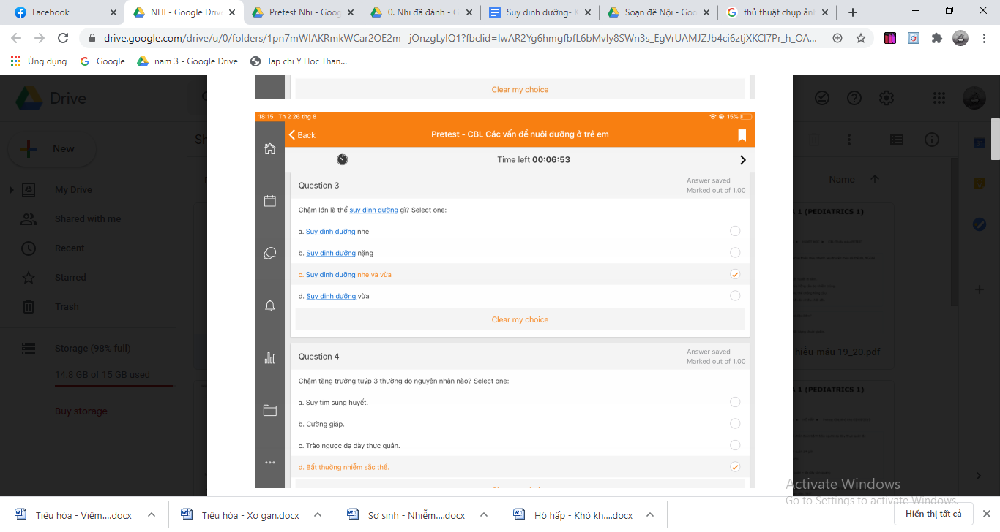 Facebook
NHI - Google Drive
Pretest Nhi - Goog
0. Nhi đã đánh - G
Suy dinh dưỡng- K
Soạn đề Nội - Goo
thủ thuật chụp ản
drive.google.com/drive/u/0/folders/1pn7mWIAKRmkWCar2OE2m--jOnzgLyIQ1?fbclid=IwAR2Yg6hmgfbfL6bMvIy8SWn3s_EgVrUAMJZJb4ci6ztjXKCl7Pr_h_OA...
Ứng dụng
Google
nam 3 - Google Drive
Tạp chi Y Hoc Than...
Drive
New
My Drive
Shared with me
Recent
Starred
Trash
Storage (98% full)
14.8 GB of 15 GB used
Buy storage
Clear my choice
18:15 Th 2 26 thg 8
15%
Back
Pretest - CBL Các vấn đề nuôi dưỡng ở trẻ em
Time left 00:06:53
Question 3
Answer saved
Marked out of 1.00
Chậm lớn là thể suy dinh dưỡng gì? Select one:
a. Suy dinh dưỡng nhẹ
b. Suy dinh dưỡng nặng
c. Suy dinh dưỡng nhẹ và vừa
d. Suy dinh dưỡng vừa
Clear my choice
Question 4
Answer saved
Marked out of 1.00
Chậm tăng trưởng tuýp 3 thường do nguyên nhân nào? Select one:
a. Suy tim sung huyết.
b. Cường giáp.
c. Trào ngược dạ dày thực quản.
d. Bất thường nhiễm sắc thể.
Name
1 (PEDIATRICS 1)
hiếu-máu 19_20.pdf
1 (PEDIATRICS 1)
Activate Windows
Go to Settings to activate Windows.
Tiêu hóa - Viêm....docx
Tiêu hóa - Xơ gan.docx
Sơ sinh - Nhiễm....docx
Hô hấp - Khò kh....docx
Hiển thị tất cả